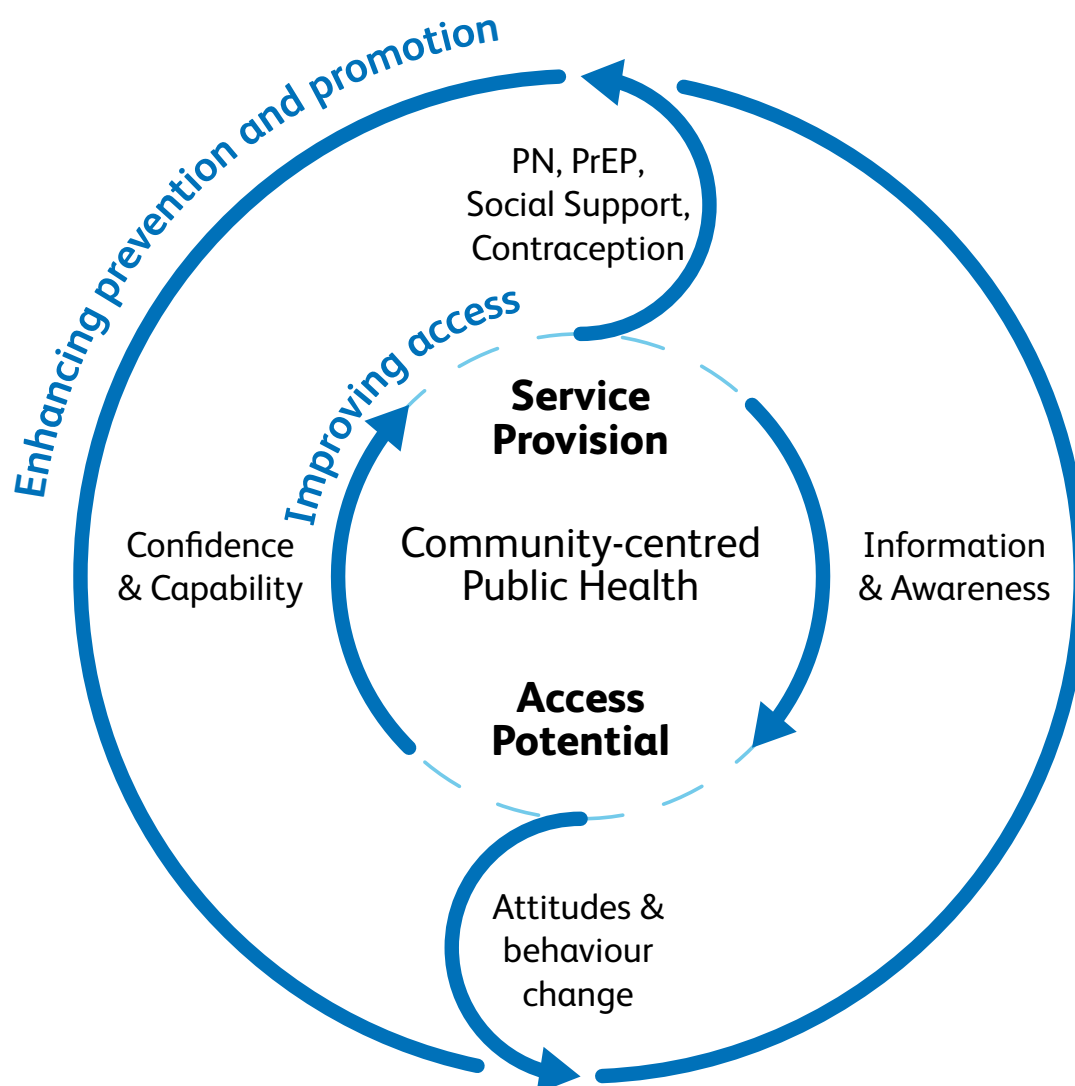 Enhancing prevention and promotion
PN, PrEP,
Social Support,
Contraception
Improving access
Service
Provision
Confidence
& Capability
Community-centred
Public Health
Information
& Awareness
Access
Potential
Attitudes &
behaviour
change